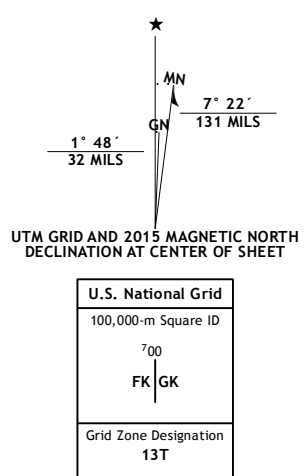 ★
MN
GN
7° 22´
131 MILS
1° 48´
32 MILS
UTM GRID AND 2015 MAGNETIC NORTH
DECLINATION AT CENTER OF SHEET
U.S. National Grid
100,000-m Square ID
⁷00
FK GK
Grid Zone Designation
13T